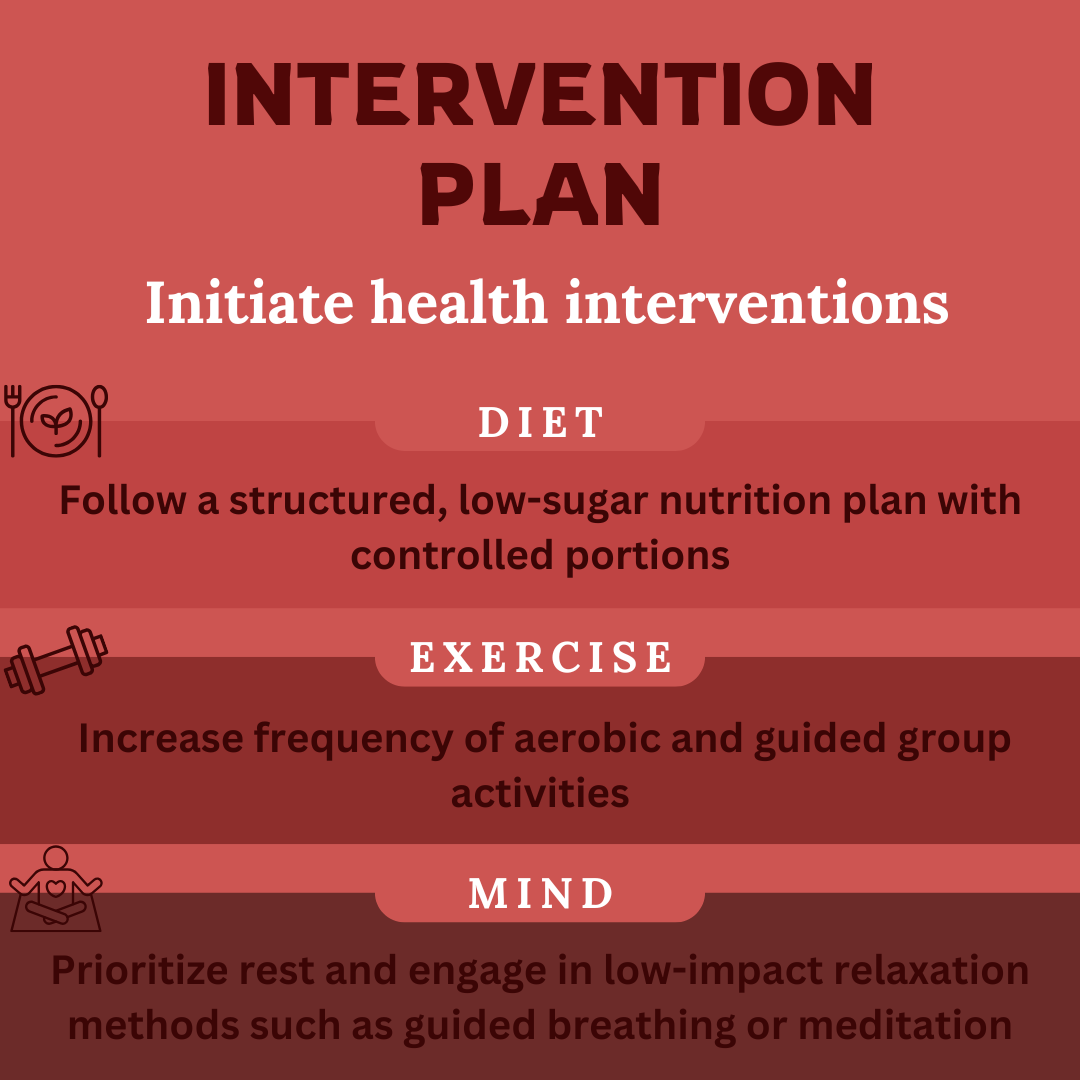 INTERVENTION
PLAN
Initiate health interventions
DIET
Follow a structured, low-sugar nutrition plan with
controlled portions
EXERCISE
Increase frequency of aerobic and guided group
activities
MIND
Prioritize rest and engage in low-impact relaxation
methods such as guided breathing or meditation